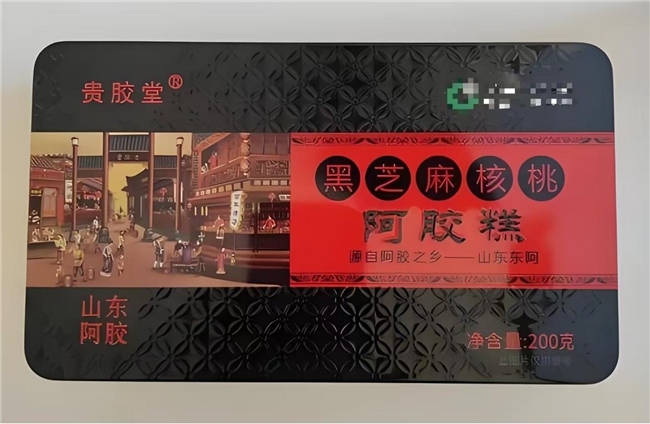 贵胶堂®
黑芝麻核桃
阿胶糕
源自阿胶之乡——山东东阿
山东
阿胶
净含量:200克